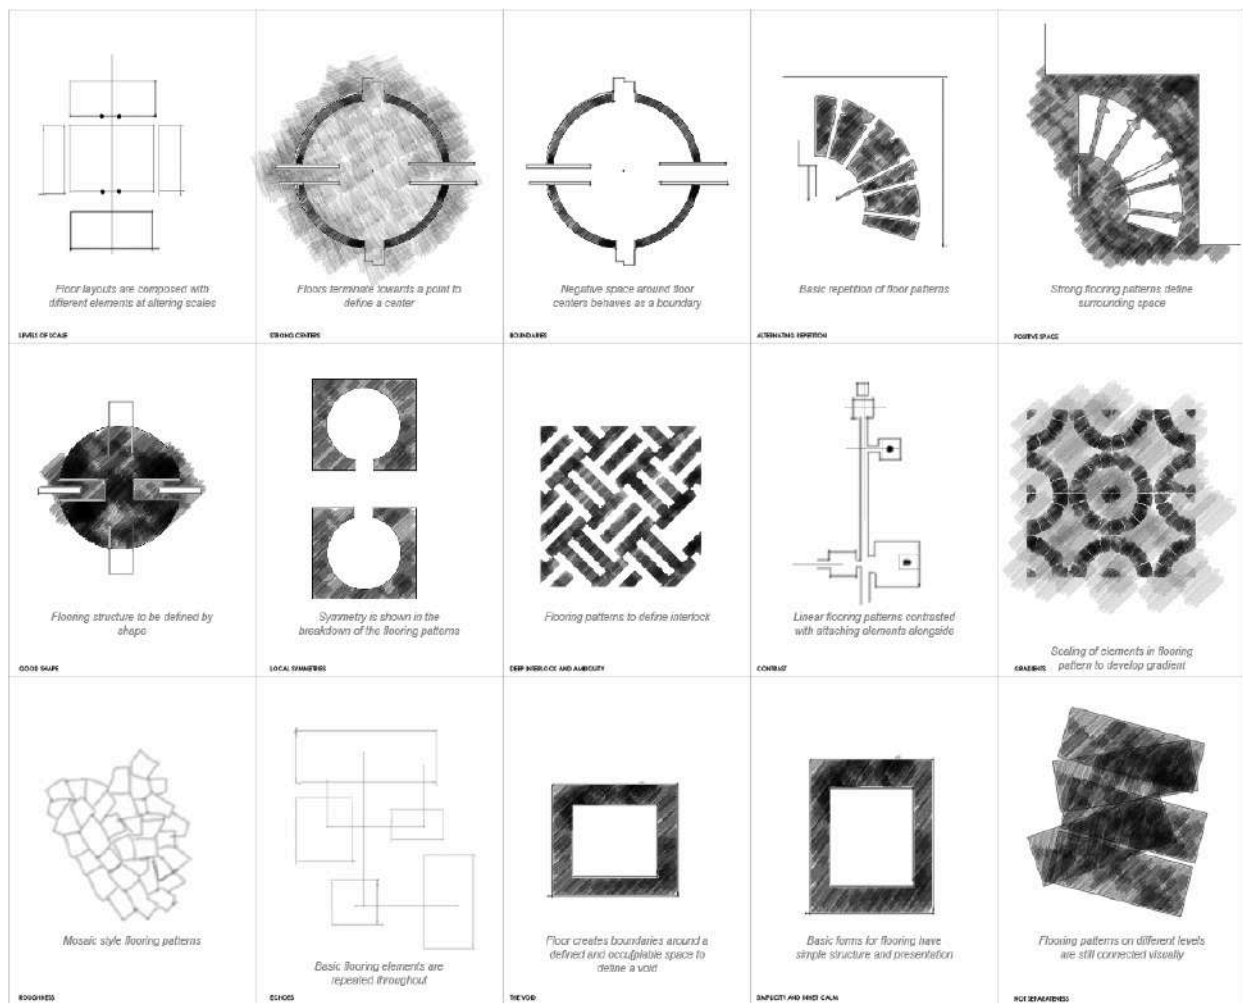 Floor layouts are composed with
different elements at altering scales
LEVELS OF SCALE
Floors terminate towards a point to
define a center
STRONG CENTERS
Negative space around floor
centers behaves as a boundary
BOUNDARIES
Basic repetition of floor patterns
ALTERNATING REPETITION
Strong flooring patterns define
surrounding space
POSITIVE SPACE
Flooring structure to be defined by
shape
GOOD SHAPE
Symmetry is shown in the
breakdown of the flooring patterns
LOCAL SYMMETRIES
Flooring patterns to define interlock
DEEP INTERLOCK AND AMBIGUITY
Linear flooring patterns contrasted
with attaching elements alongside
CONTRAST
Scaling of elements in flooring
pattern to develop gradient
GRADIENTS
Mosaic style flooring patterns
ROUGHNESS
Basic flooring elements are
repeated throughout
ECHOES
Floor creates boundaries around a
defined and occu[piable space to
define a void
THE VOID
Basic forms for flooring have
simple structure and presentation
SIMPLICITY AND INNER CALM
Flooring patterns on different levels
are still connected visually
NOT SEPARATENESS